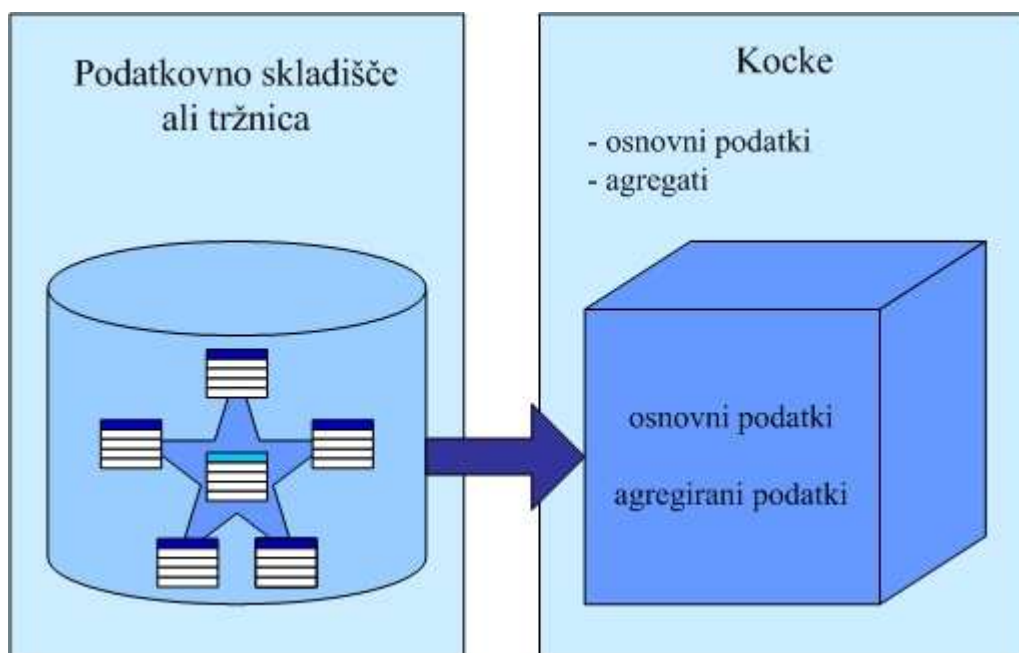 Podatkovno skladišče
ali tržnica
Kocke
- osnovni podatki
- agregati
osnovni podatki
agregirani podatki